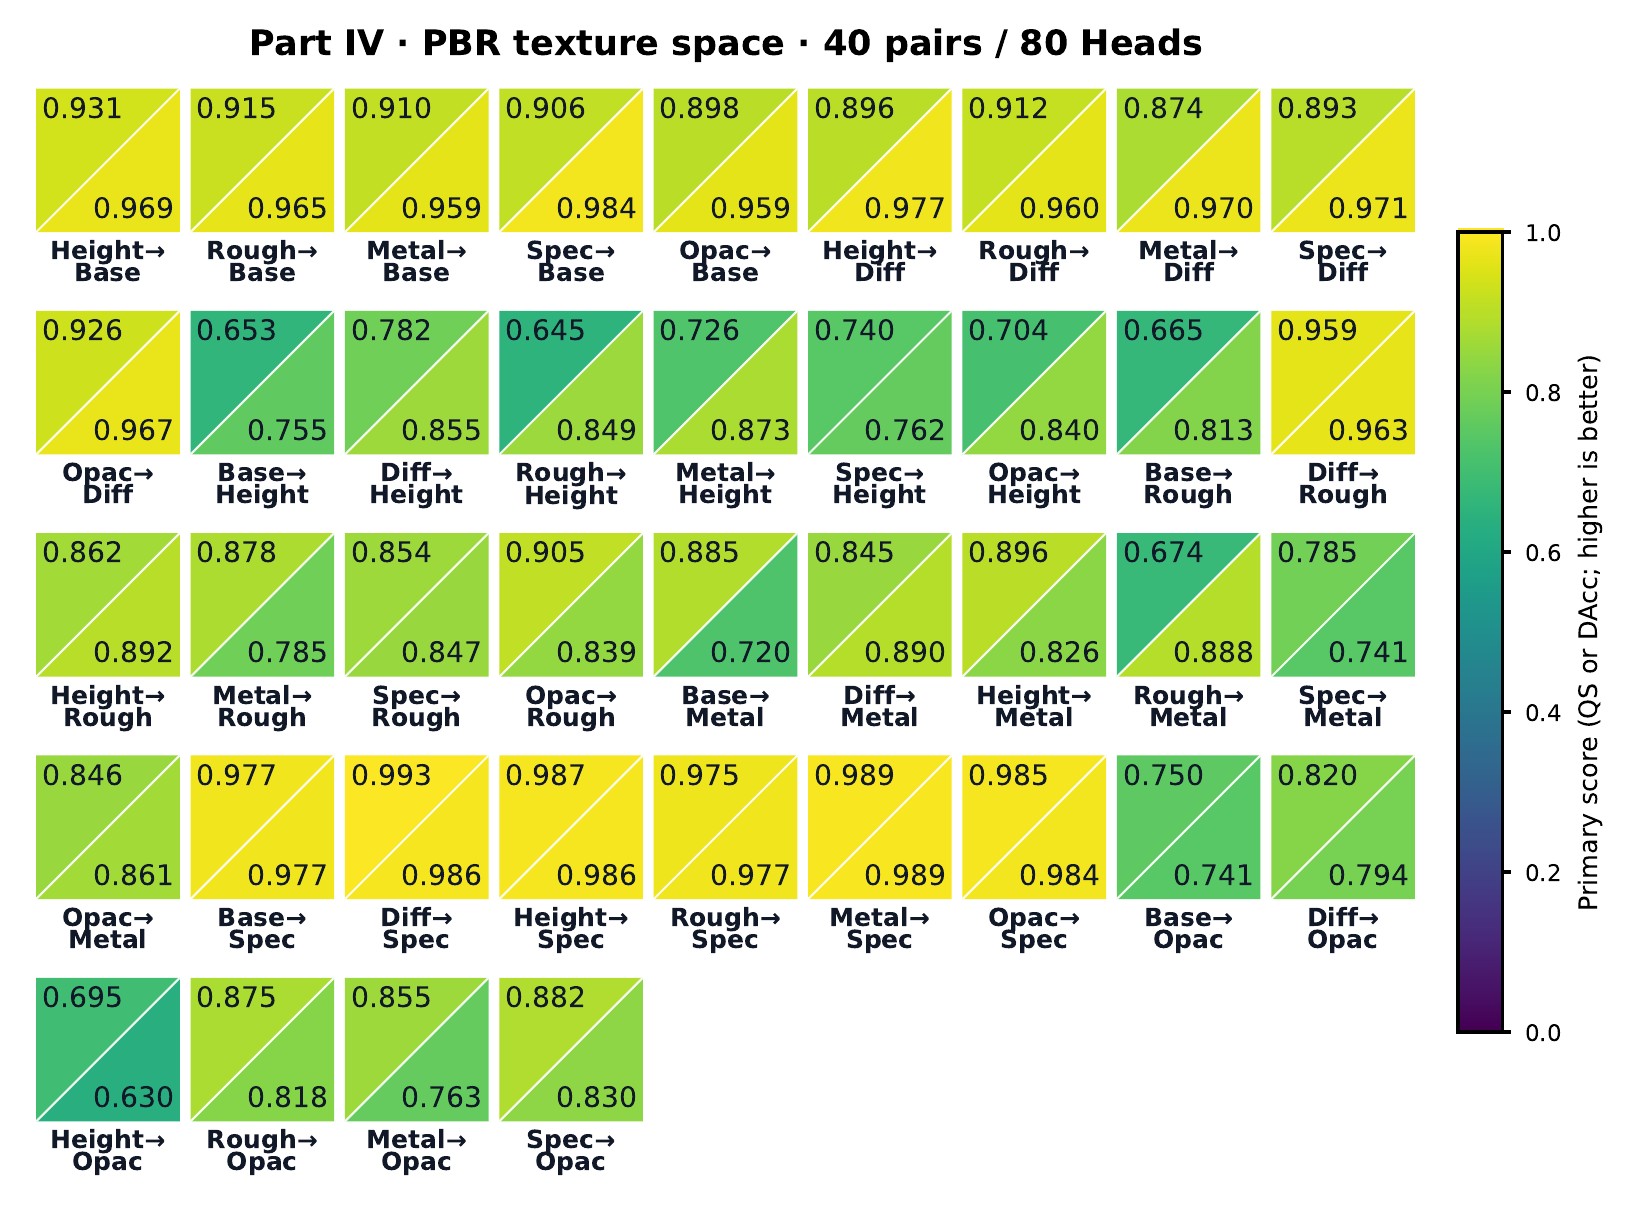 Part IV · PBR texture space · 40 pairs / 80 Heads
0.931 0.915 0.910 0.906 0.898 0.896 0.912 0.874 0.893
0.969 0.965 0.959 0.984 0.959 0.977 0.960 0.970 0.971
Height→ Rough→ Metal→ Spec→ Opac→ Height→ Rough→ Metal→ Spec→
Base Base Base Base Base Diff Diff Diff Diff
0.926 0.653 0.782 0.645 0.726 0.740 0.704 0.665 0.959
0.967 0.755 0.855 0.849 0.873 0.762 0.840 0.813 0.963
Opac→ Base→ Diff→ Rough→ Metal→ Spec→ Opac→ Base→ Diff→
Diff Height Height Height Height Height Height Rough Rough
0.862 0.878 0.854 0.905 0.885 0.845 0.896 0.674 0.785
0.892 0.785 0.847 0.839 0.720 0.890 0.826 0.888 0.741
Height→ Metal→ Spec→ Opac→ Base→ Diff→ Height→ Rough→ Spec→
Rough Rough Rough Rough Metal Metal Metal Metal Metal
0.846 0.977 0.993 0.987 0.975 0.989 0.985 0.750 0.820
0.861 0.977 0.986 0.986 0.977 0.989 0.984 0.741 0.794
Opac→ Base→ Diff→ Height→ Rough→ Metal→ Opac→ Base→ Diff→
Metal Spec Spec Spec Spec Spec Spec Opac Opac
0.695 0.875 0.855 0.882
0.630 0.818 0.763 0.830
Height→ Rough→ Metal→ Spec→
Opac Opac Opac Opac
1.0
0.8
0.6
0.4
0.2
0.0
Primary score (QS or DAcc; higher is better)